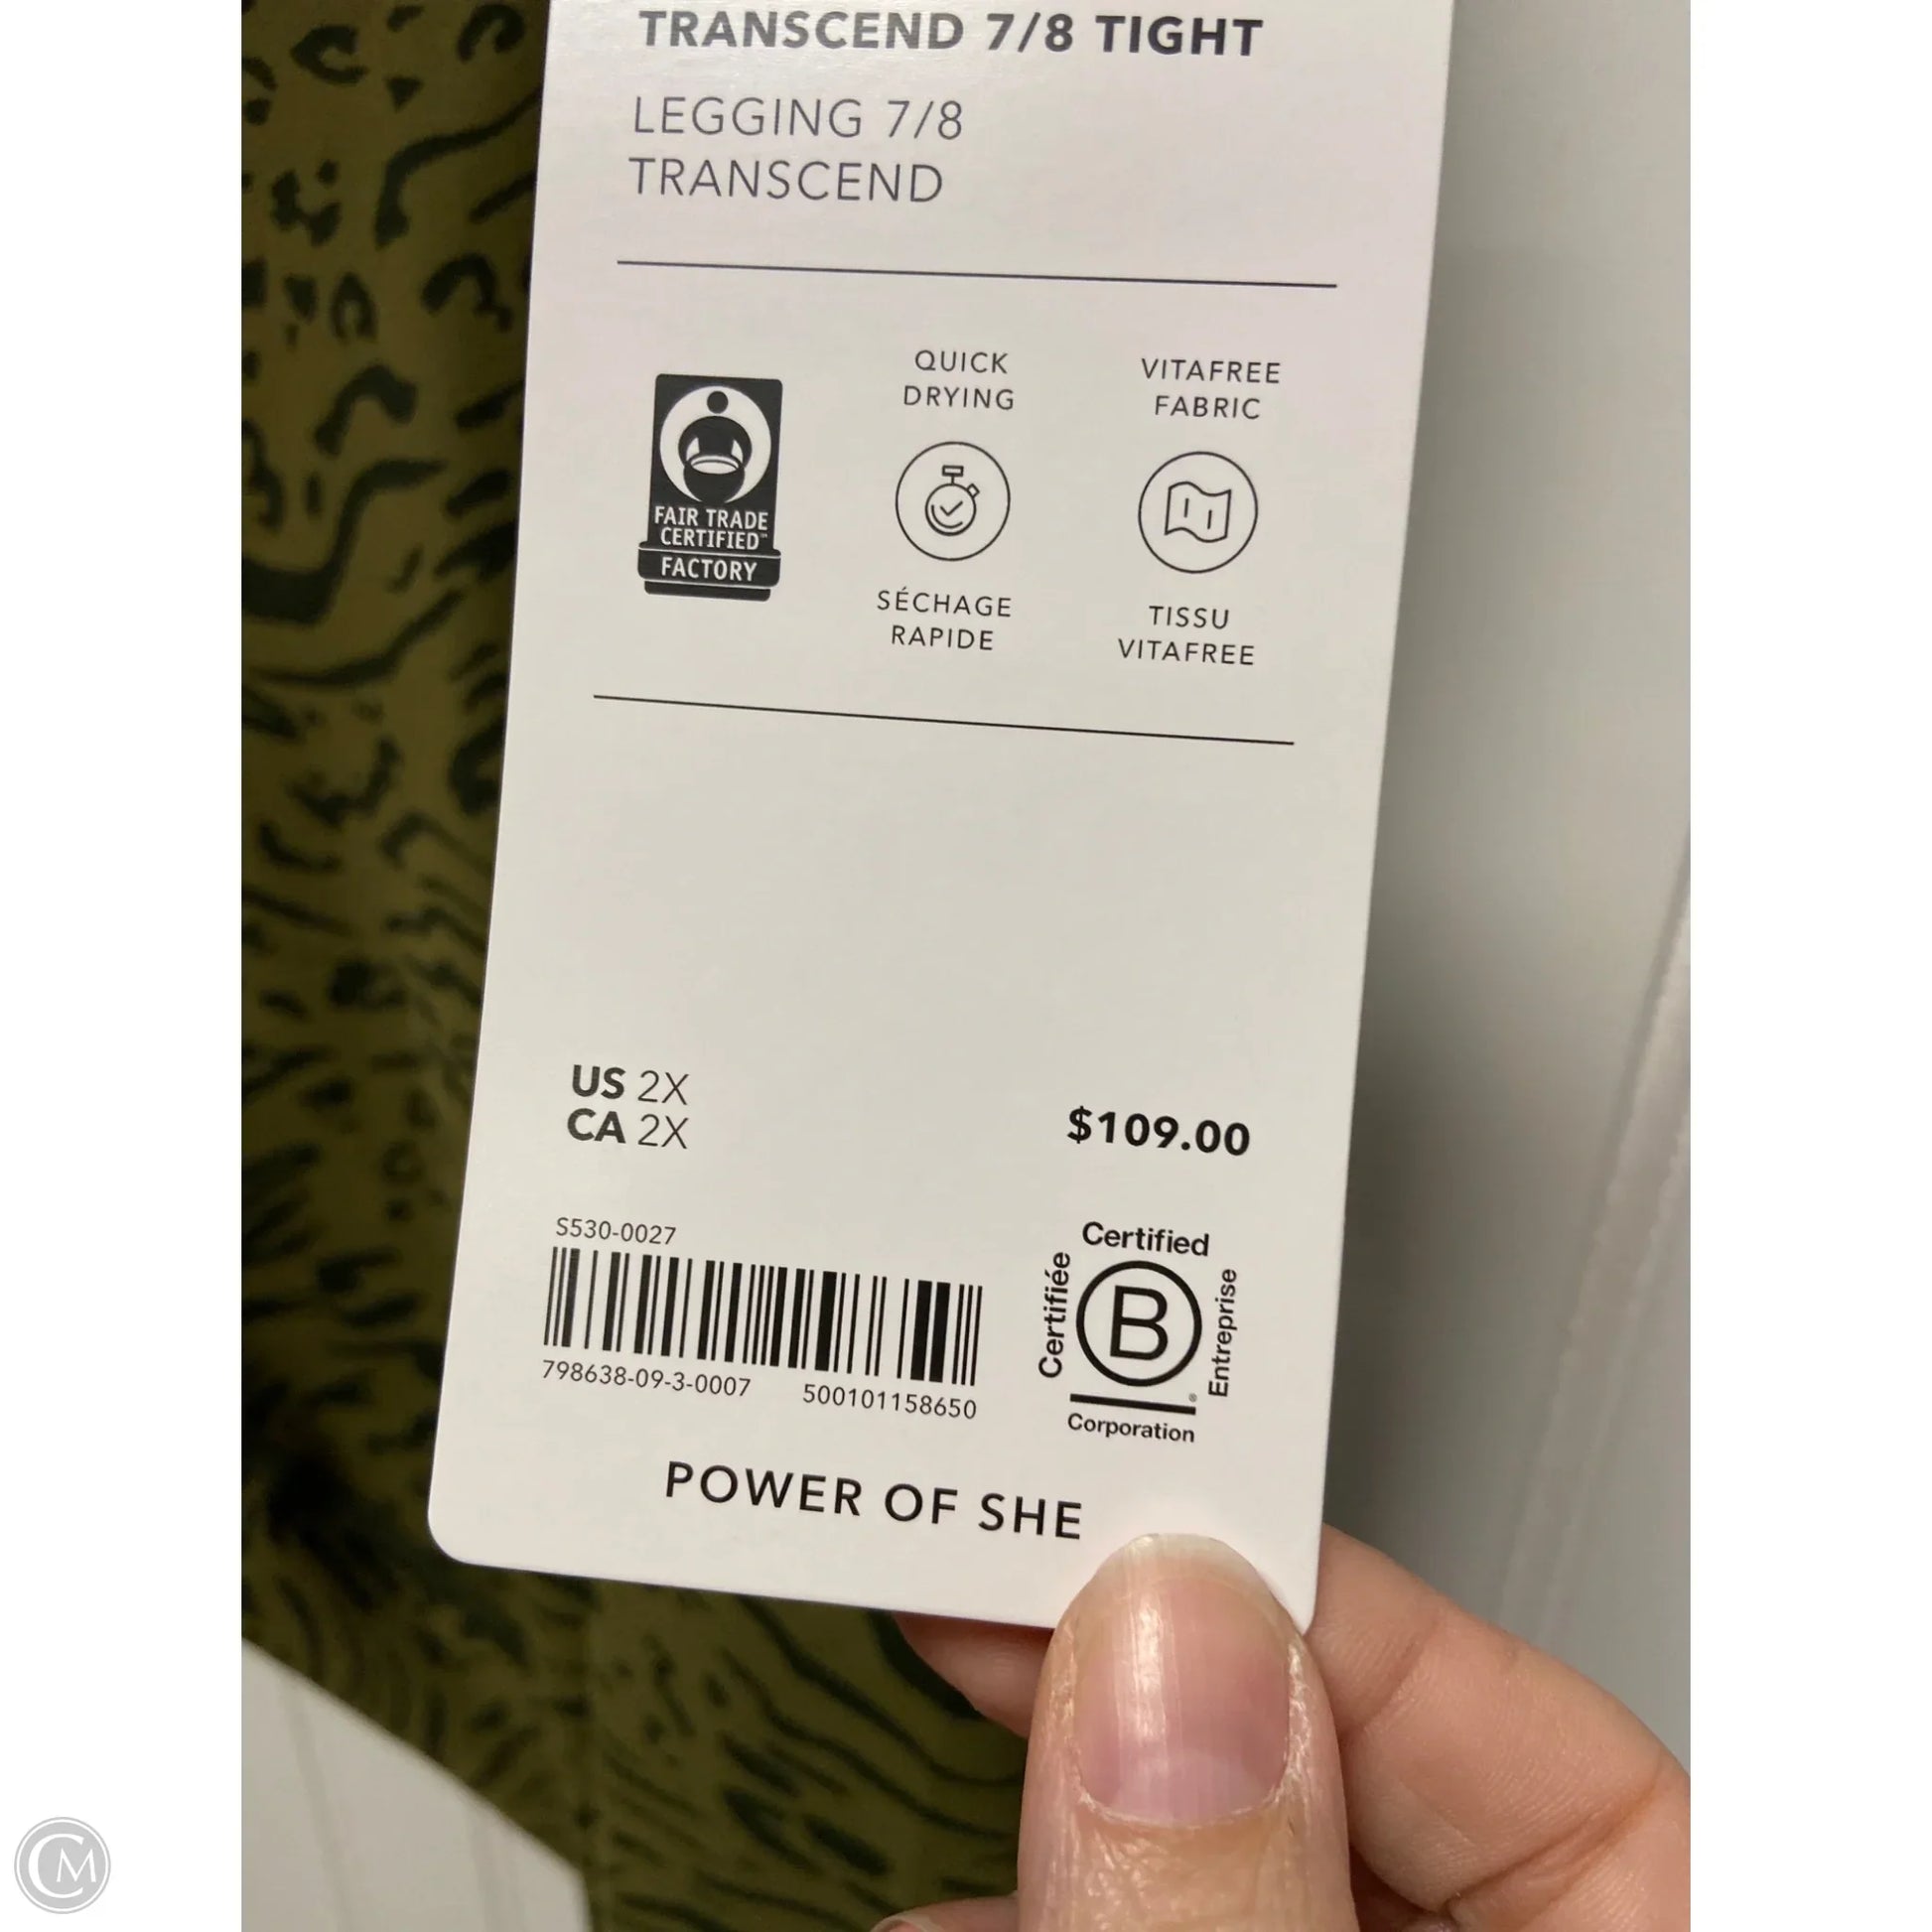 TRANSCEND 7/8 TIGHT
LEGGING 7/8
TRANSCEND
FAIR TRADE
CERTIFIED™
FACTORY
QUICK
DRYING
SÉCHAGE
RAPIDE
VITAFREE
FABRIC
TISSU
VITAFREE
US 2X
CA 2X
$109.00
S530-0027
798638-09-3-0007 500101158650
Certified
Certifiée
B
Entreprise
®
Corporation
POWER OF SHE
CM